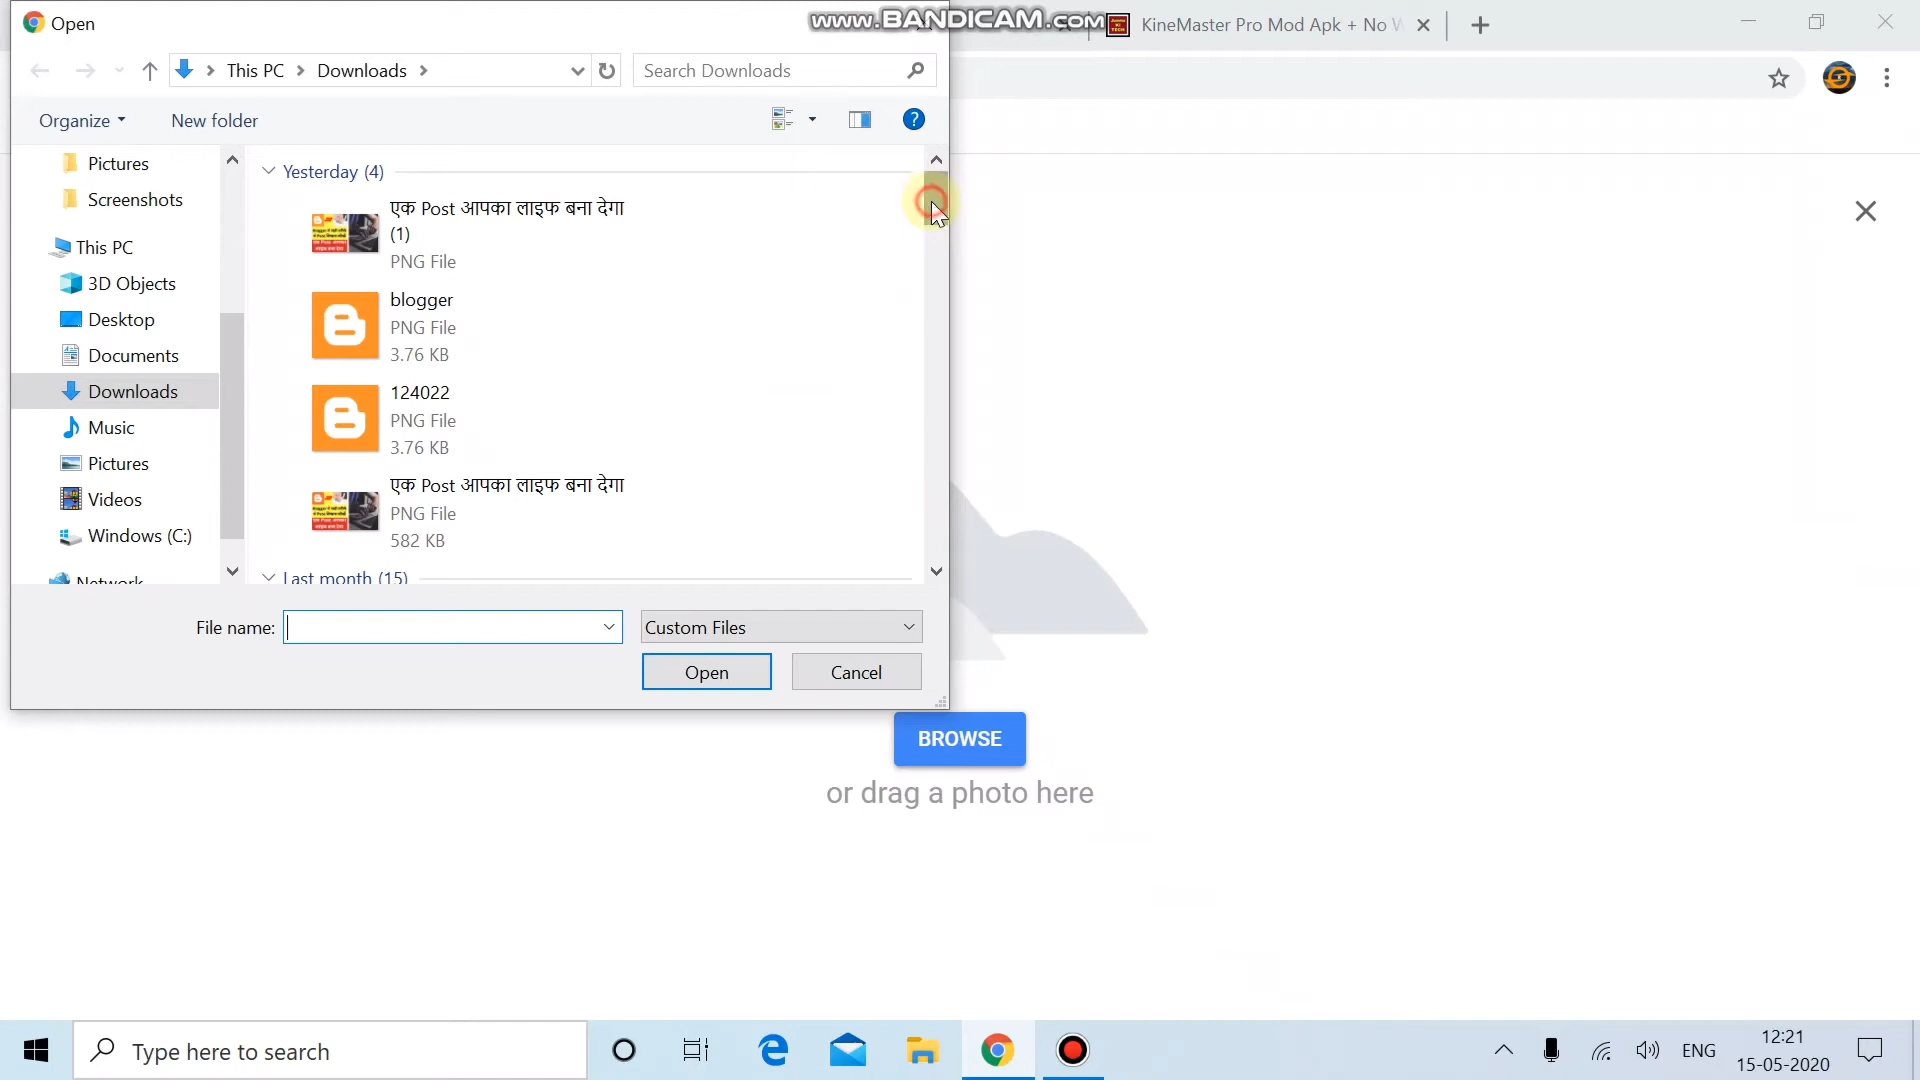 Open
www.BANDICAM.com
KineMaster Pro Mod Apk + No W
This PC
Downloads
Search Downloads
Organize
New folder
Pictures
Screenshots
This PC
3D Objects
Desktop
Documents
Downloads
Music
Pictures
Videos
Windows (C:)
Network
Yesterday (4)
एक Post आपका लाइफ बना देगा
(1)
PNG File
blogger
PNG File
3.76 KB
124022
PNG File
3.76 KB
एक Post आपका लाइफ बना देगा
PNG File
582 KB
Last month (15)
File name:
Custom Files
Open
Cancel
BROWSE
or drag a photo here
Type here to search
ENG
12:21
15-05-2020